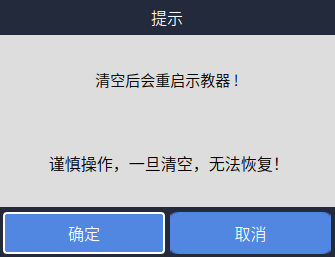 提示
清空后会重启示教器！
谨慎操作，一旦清空，无法恢复！
确定
取消